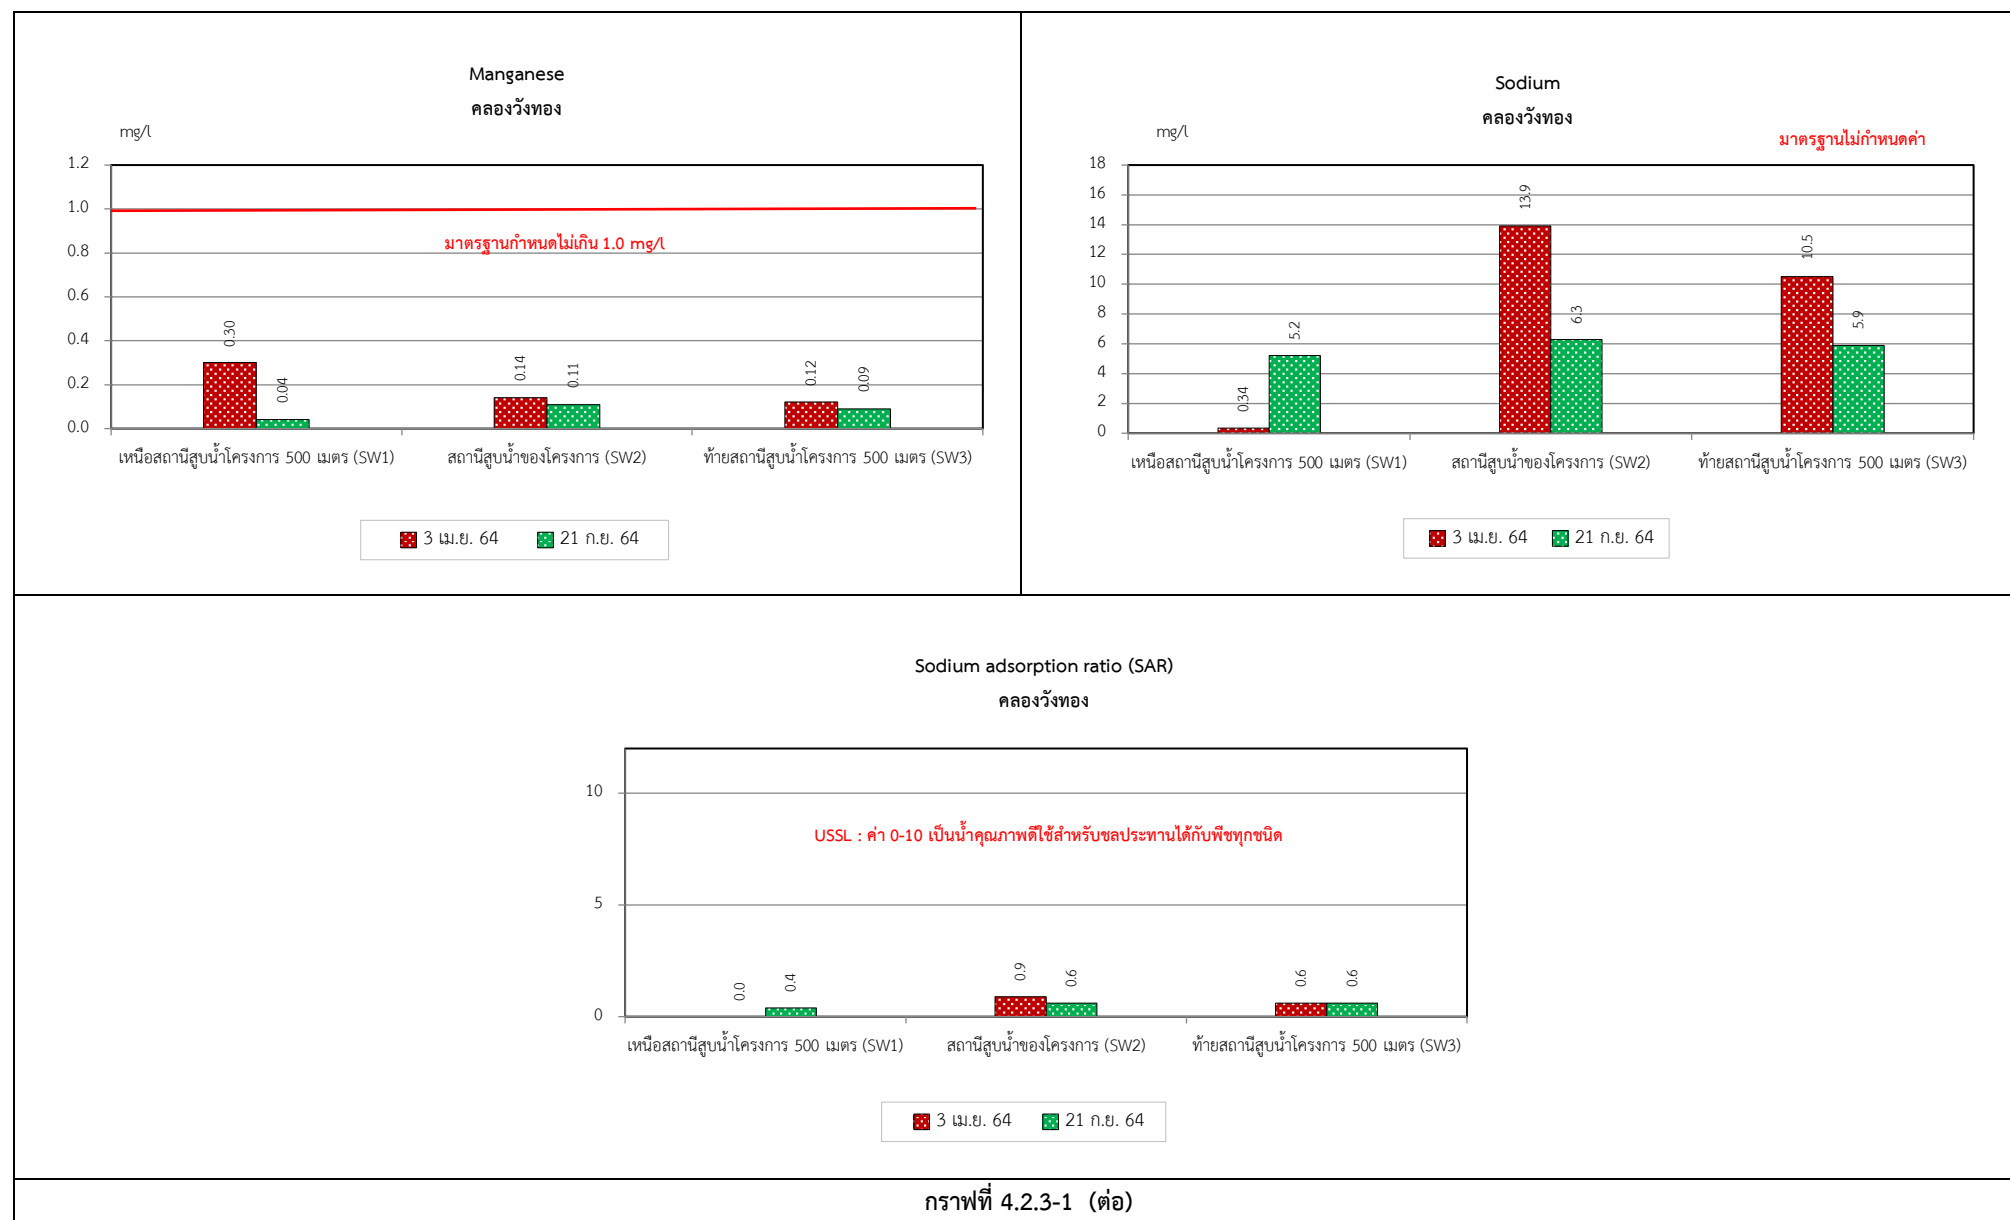 Manganese
คลองวังทอง
mg/l
1.2
1.0
0.8
0.6
0.4
0.2
0.0
มาตรฐานกำหนดไม่เกิน 1.0 mg/l
0.30
0.04
0.14
0.11
0.12
0.09
เหนือสถานีสูบน้ำโครงการ 500 เมตร (SW1)
สถานีสูบน้ำของโครงการ (SW2)
ท้ายสถานีสูบน้ำโครงการ 500 เมตร (SW3)
3 เม.ย. 64
21 ก.ย. 64
Sodium
คลองวังทอง
mg/l
มาตรฐานไม่กำหนดค่า
18
16
14
12
10
8
6
4
2
0
0.34
5.2
13.9
6.3
10.5
5.9
เหนือสถานีสูบน้ำโครงการ 500 เมตร (SW1)
สถานีสูบน้ำของโครงการ (SW2)
ท้ายสถานีสูบน้ำโครงการ 500 เมตร (SW3)
3 เม.ย. 64
21 ก.ย. 64
Sodium adsorption ratio (SAR)
คลองวังทอง
10
5
0
USSL : ค่า 0-10 เป็นน้ำคุณภาพดีใช้สำหรับชลประทานได้กับพืชทุกชนิด
0.0
0.4
0.9
0.6
0.6
0.6
เหนือสถานีสูบน้ำโครงการ 500 เมตร (SW1)
สถานีสูบน้ำของโครงการ (SW2)
ท้ายสถานีสูบน้ำโครงการ 500 เมตร (SW3)
3 เม.ย. 64
21 ก.ย. 64
กราฟที่ 4.2.3-1 (ต่อ)